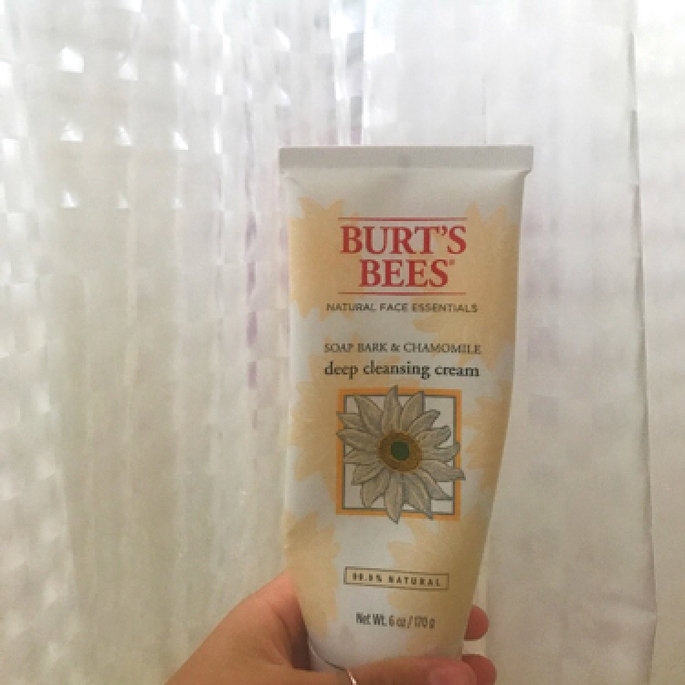 BURT'S
BEES®
NATURAL FACE ESSENTIALS
SOAP BARK & CHAMOMILE
deep cleansing cream
99.9% NATURAL
Net Wt. 6 oz / 170 g